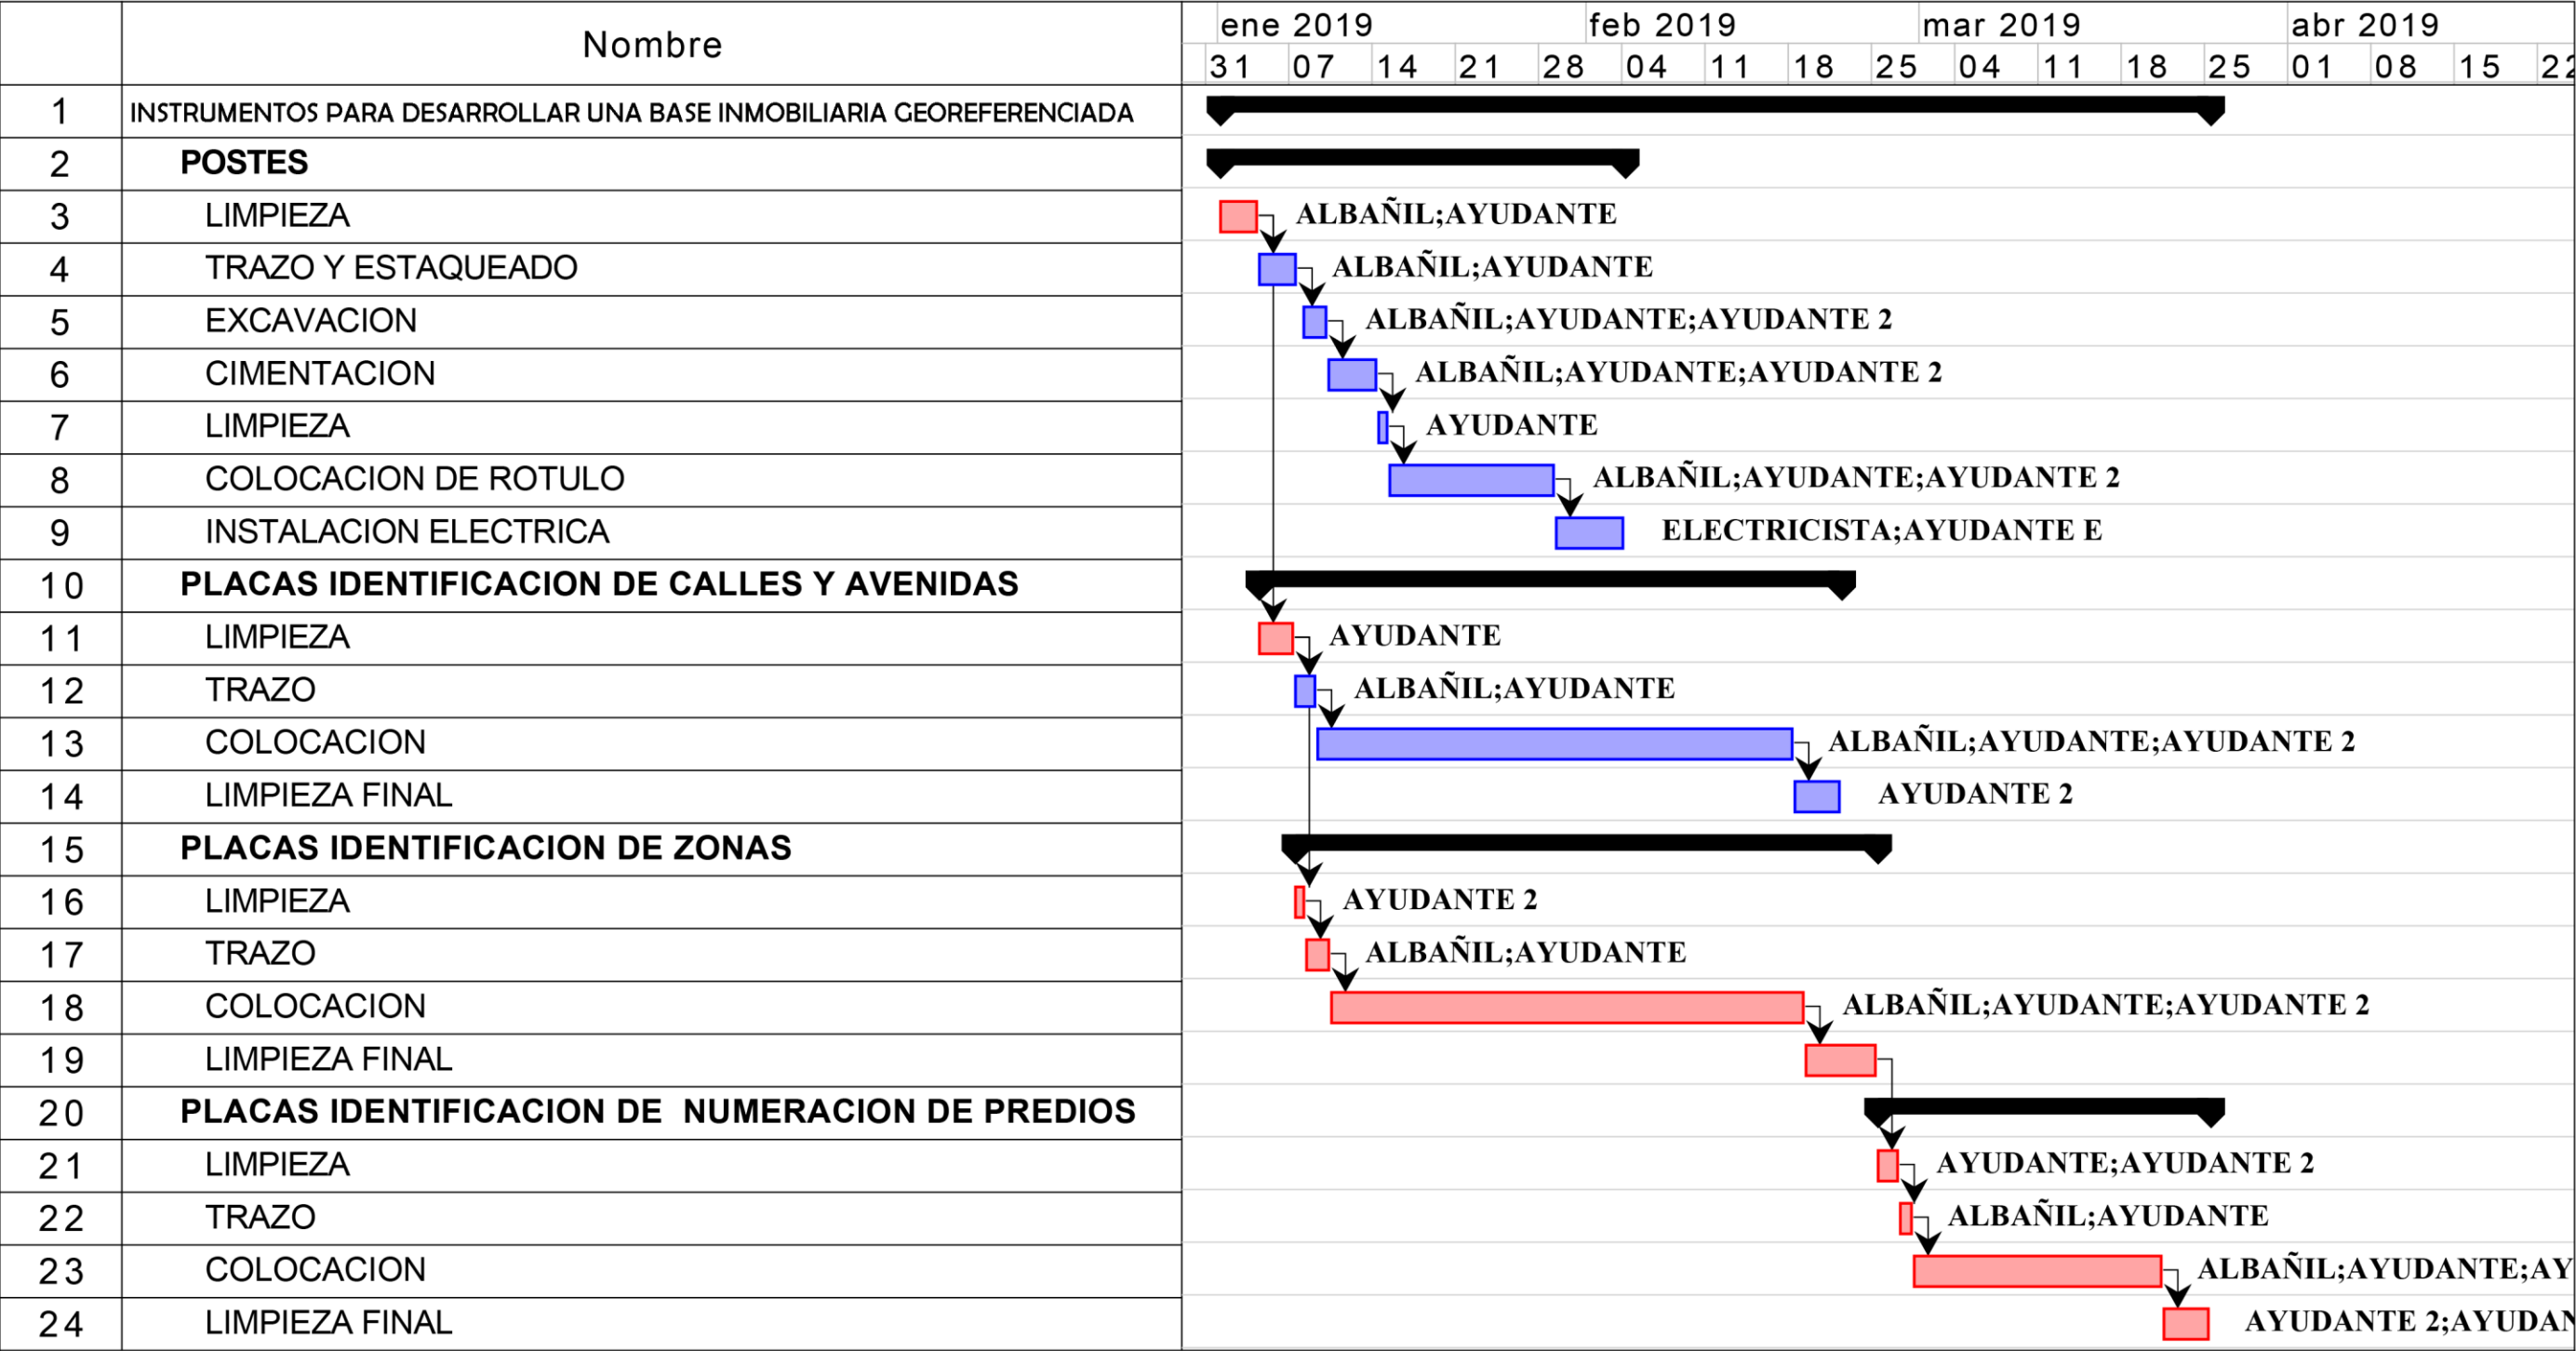 Nombre
ene 2019 feb 2019 mar 2019 abr 2019
31 07 14 21 28 04 11 18 25 04 11 18 25 01 08 15 22
1 INSTRUMENTOS PARA DESARROLLAR UNA BASE INMOBILIARIA GEOREFERENCIADA
2 POSTES
3 LIMPIEZA ALBAÑIL;AYUDANTE
4 TRAZO Y ESTAQUEADO ALBAÑIL;AYUDANTE
5 EXCAVACION ALBAÑIL;AYUDANTE;AYUDANTE 2
6 CIMENTACION ALBAÑIL;AYUDANTE;AYUDANTE 2
7 LIMPIEZA AYUDANTE
8 COLOCACION DE ROTULO ALBAÑIL;AYUDANTE;AYUDANTE 2
9 INSTALACION ELECTRICA ELECTRICISTA;AYUDANTE E
10 PLACAS IDENTIFICACION DE CALLES Y AVENIDAS
11 LIMPIEZA AYUDANTE
12 TRAZO ALBAÑIL;AYUDANTE
13 COLOCACION ALBAÑIL;AYUDANTE;AYUDANTE 2
14 LIMPIEZA FINAL AYUDANTE 2
15 PLACAS IDENTIFICACION DE ZONAS
16 LIMPIEZA AYUDANTE 2
17 TRAZO ALBAÑIL;AYUDANTE
18 COLOCACION ALBAÑIL;AYUDANTE;AYUDANTE 2
19 LIMPIEZA FINAL
20 PLACAS IDENTIFICACION DE NUMERACION DE PREDIOS
21 LIMPIEZA AYUDANTE;AYUDANTE 2
22 TRAZO ALBAÑIL;AYUDANTE
23 COLOCACION ALBAÑIL;AYUDANTE;AY
24 LIMPIEZA FINAL AYUDANTE 2;AYUDAN